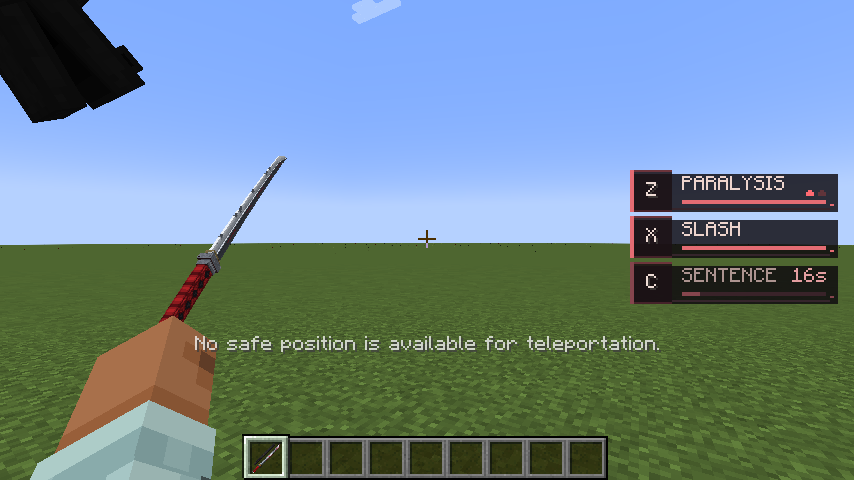 Z PARALYSIS
X SLASH
C SENTENCE 16s
No safe position is available for teleportation.